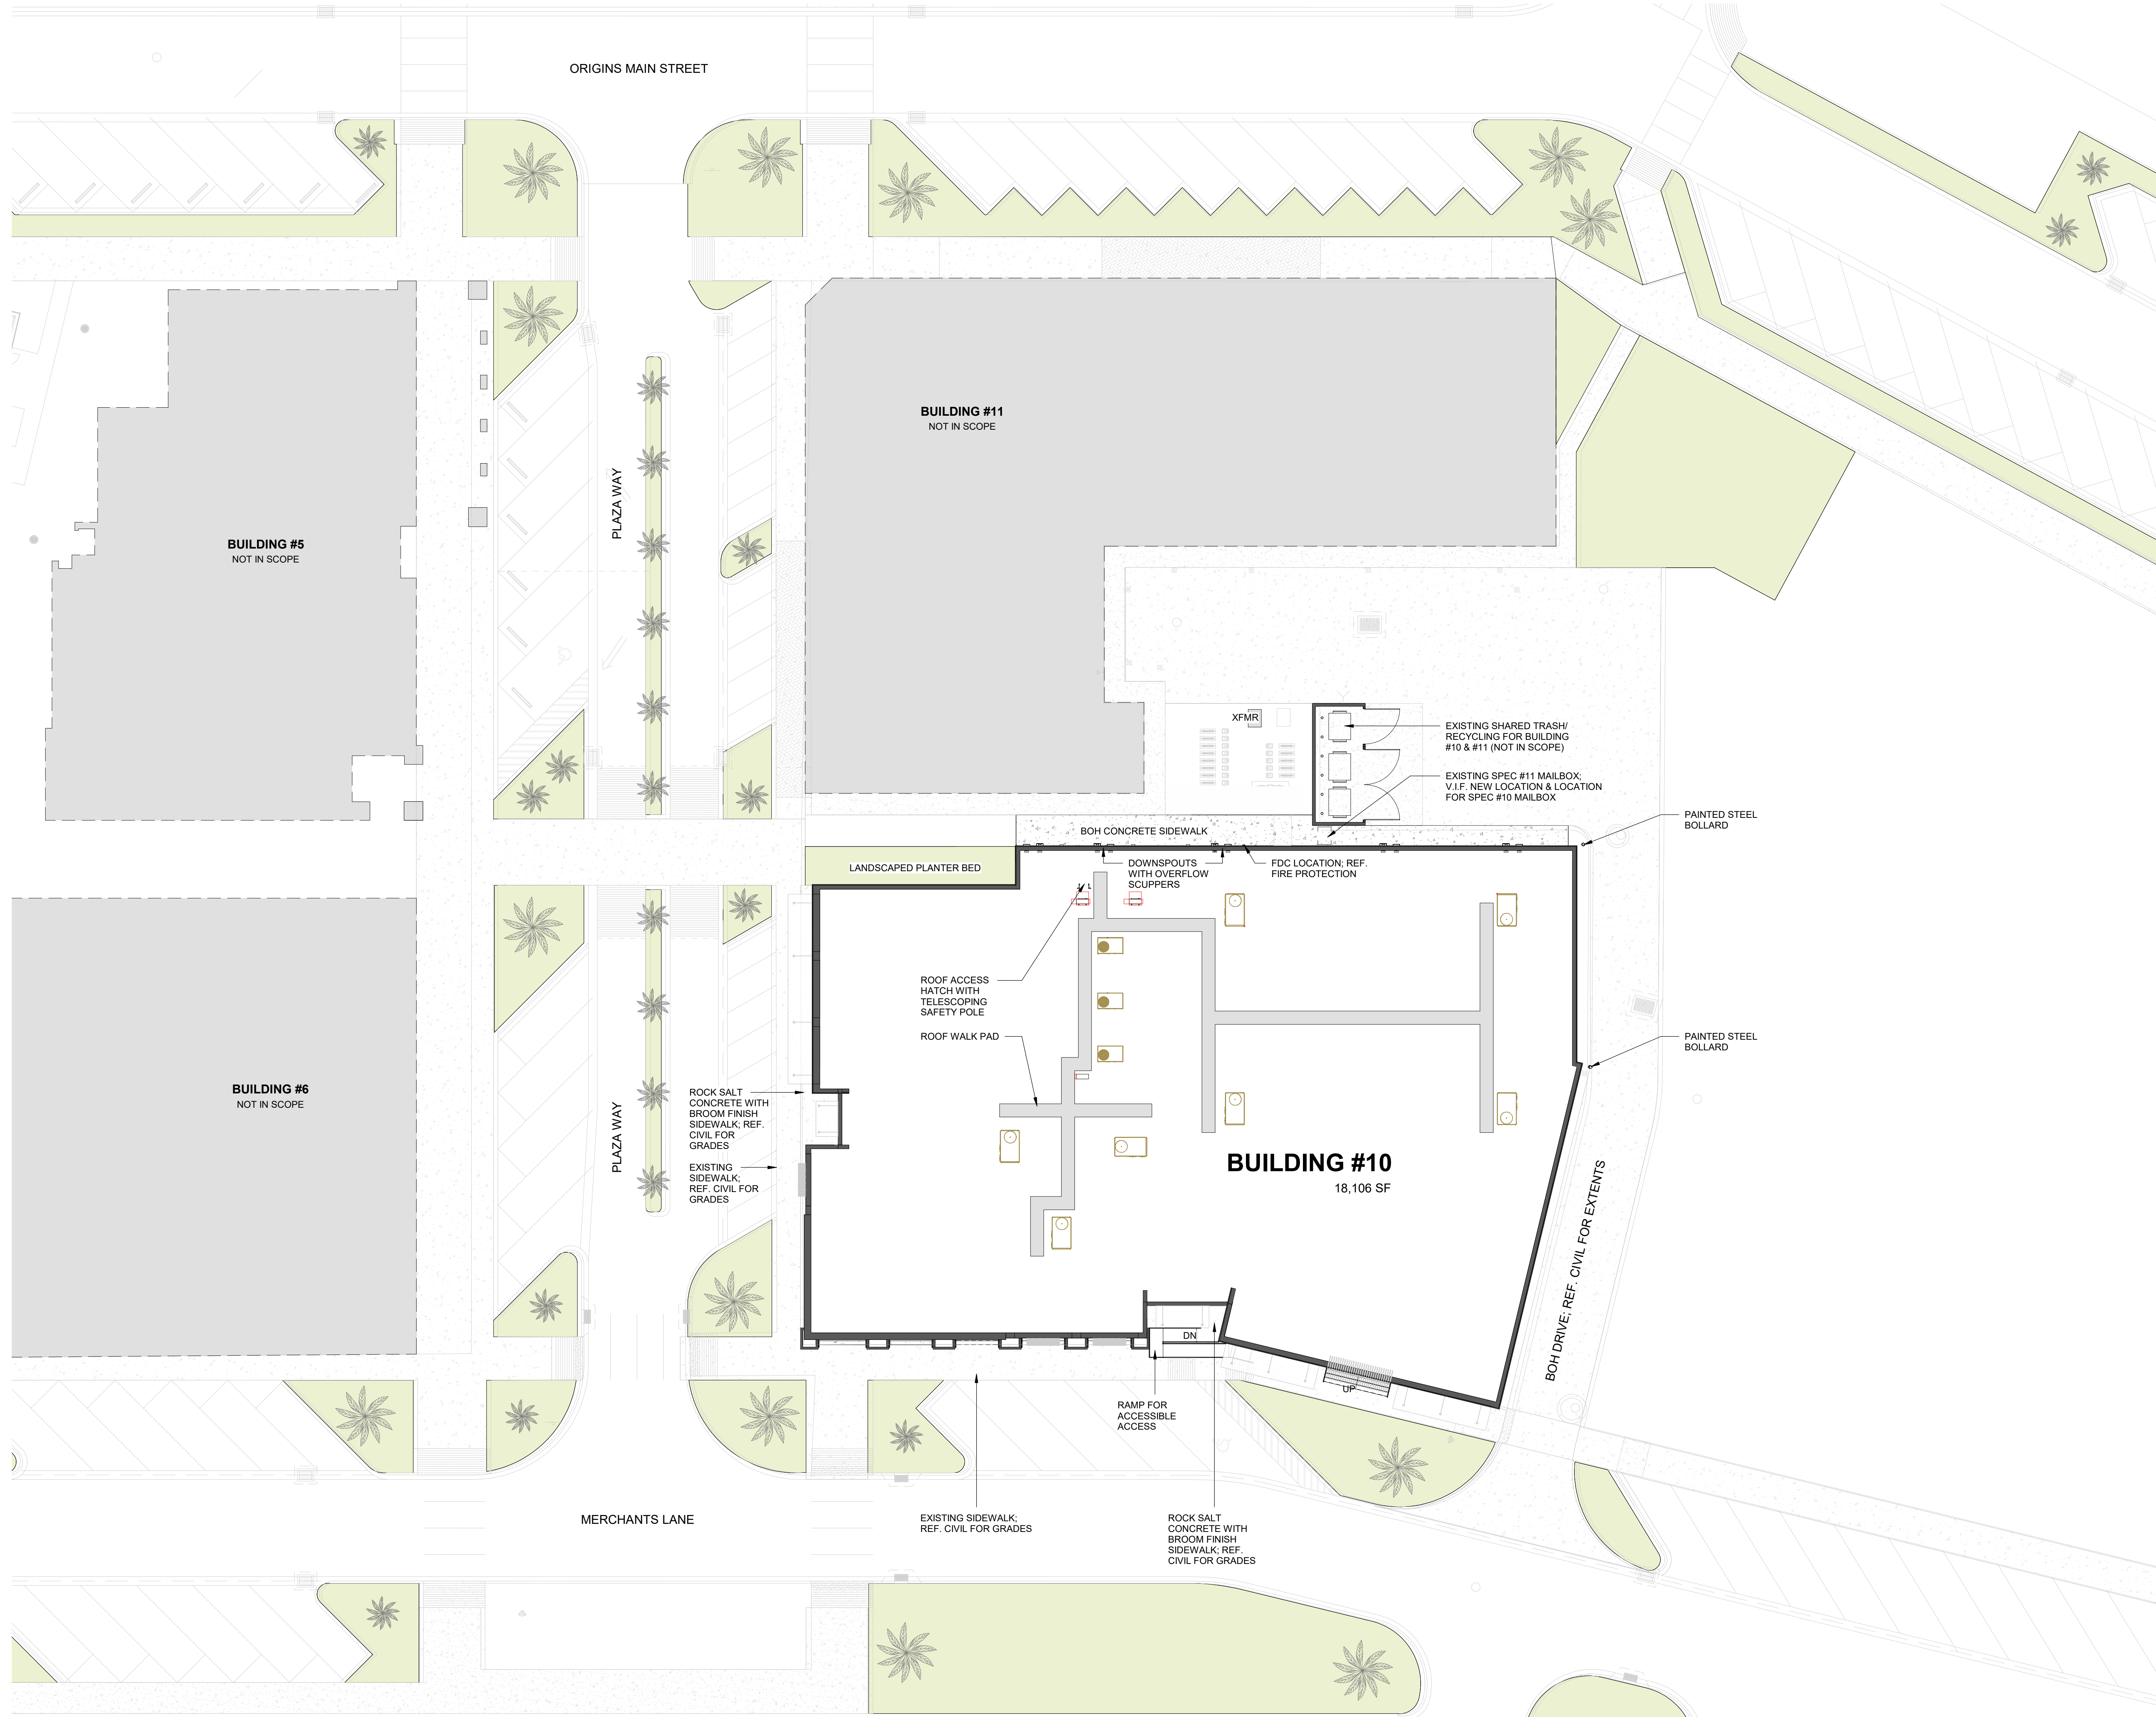 ORIGINS MAIN STREET
BUILDING #11
NOT IN SCOPE
PLAZA WAY
BUILDING #5
NOT IN SCOPE
XFMR
EXISTING SHARED TRASH/
RECYCLING FOR BUILDING
#10 & #11 (NOT IN SCOPE)
EXISTING SPEC #11 MAILBOX;
V.I.F. NEW LOCATION & LOCATION
FOR SPEC #10 MAILBOX
PAINTED STEEL
BOLLARD
BOH CONCRETE SIDEWALK
LANDSCAPED PLANTER BED
DOWNSPOUTS
WITH OVERFLOW
SCUPPERS
FDC LOCATION; REF.
FIRE PROTECTION
ROOF ACCESS
HATCH WITH
TELESCOPING
SAFETY POLE
ROOF WALK PAD
PAINTED STEEL
BOLLARD
BUILDING #6
NOT IN SCOPE
PLAZA WAY
ROCK SALT
CONCRETE WITH
BROOM FINISH
SIDEWALK; REF.
CIVIL FOR
GRADES
EXISTING
SIDEWALK;
REF. CIVIL FOR
GRADES
BUILDING #10
18,106 SF
BOH DRIVE; REF. CIVIL FOR EXTENTS
DN
UP
RAMP FOR
ACCESSIBLE
ACCESS
MERCHANTS LANE
EXISTING SIDEWALK;
REF. CIVIL FOR GRADES
ROCK SALT
CONCRETE WITH
BROOM FINISH
SIDEWALK; REF.
CIVIL FOR GRADES